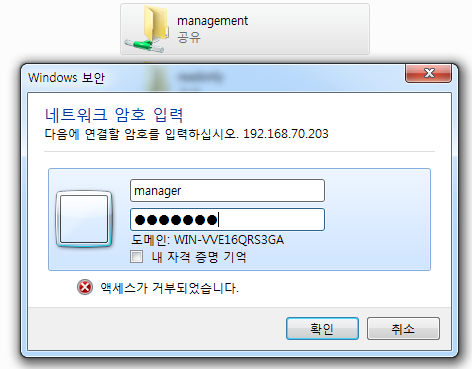 management
공유
Windows 보안
네트워크 암호 입력
다음에 연결할 암호를 입력하십시오. 192.168.70.203
manager
●●●●●●●
도메인: WIN-VVE16QRS3GA
내 자격 증명 기억
액세스가 거부되었습니다.
확인
취소